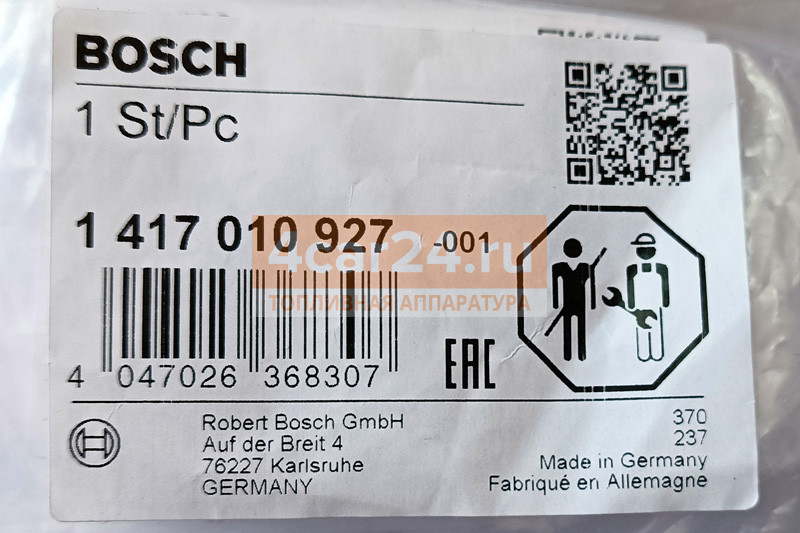 BOSCH
1 St/Pc
1 417 010 927 -001
4car24.ru
ТОПЛИВНАЯ АППАРАТУРА
4 047026 368307
EAC
Robert Bosch GmbH
Auf der Breit 4
76227 Karlsruhe
GERMANY
370
237
Made in Germany
Fabriqué en Allemagne